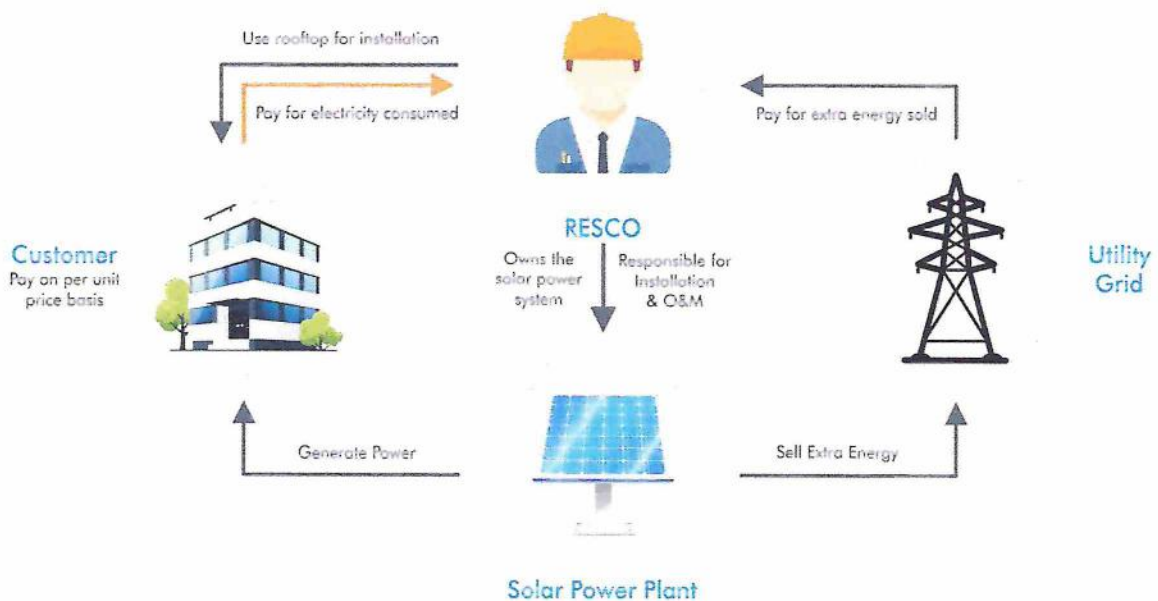 Use rooftop for installation
Pay for electricity consumed
Pay for extra energy sold
RESCO
Customer
Pay on per unit
price basis
Owns the
solar power
system
Responsible for
Installation
& O&M
Utility
Grid
Generate Power
Sell Extra Energy
Solar Power Plant